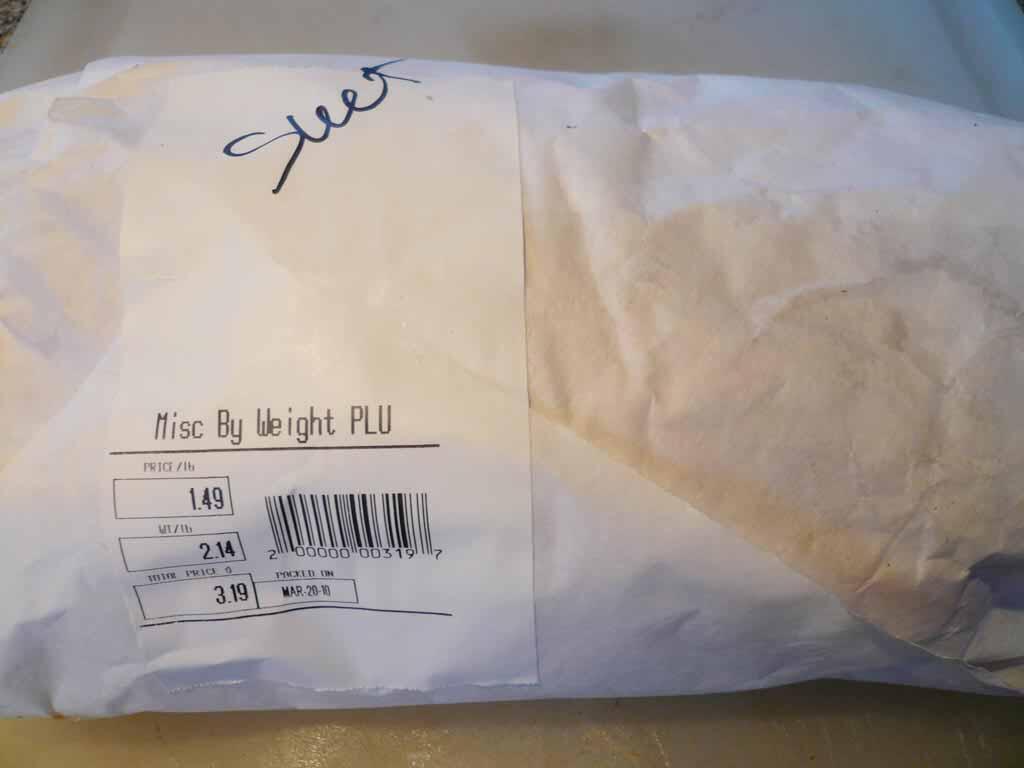 Misc By Weight PLU
PRICE/lb
1.49
WT/lb
2.14
2 00000 00319 7
TOTAL PRICE
3.19
PACKED ON
MAR-20-10